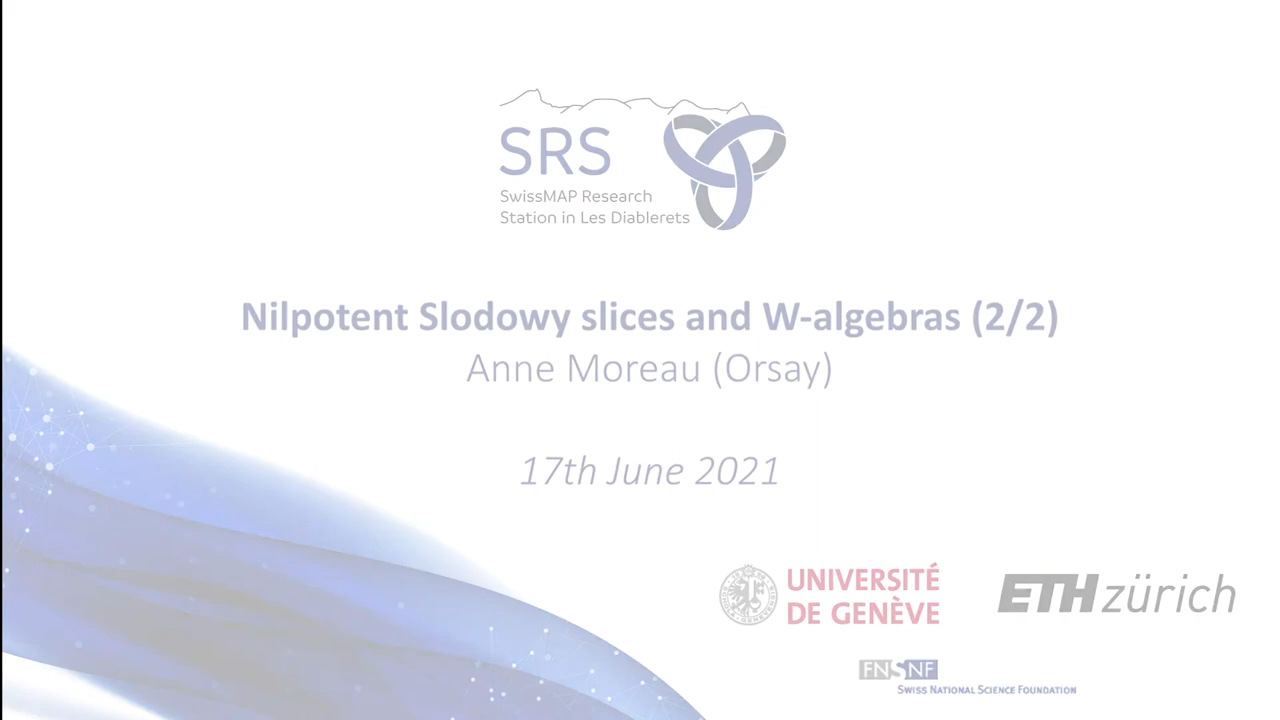 SRS
SwissMAP Research
Station in Les Diablerets
Nilpotent Slodowy slices and W-algebras (2/2)
Anne Moreau (Orsay)
17th June 2021
UNIVERSITÉ
DE GENÈVE
ETH zürich
FNSNF
SWISS NATIONAL SCIENCE FOUNDATION